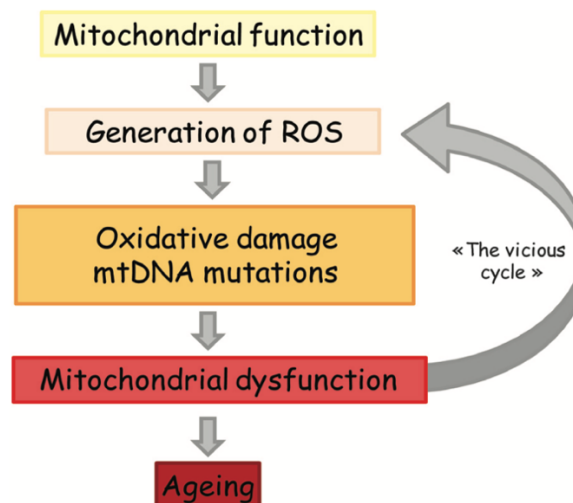 Mitochondrial function
Generation of ROS
Oxidative damage
mtDNA mutations
« The vicious
cycle »
Mitochondrial dysfunction
Ageing